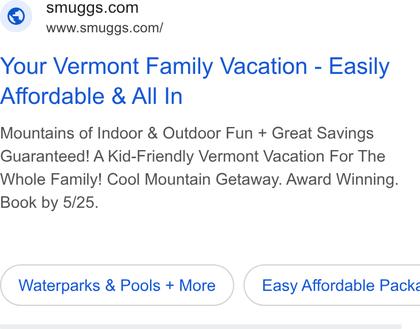 smuggs.com
www.smuggs.com/
Your Vermont Family Vacation - Easily
Affordable & All In
Mountains of Indoor & Outdoor Fun + Great Savings
Guaranteed! A Kid-Friendly Vermont Vacation For The
Whole Family! Cool Mountain Getaway. Award Winning.
Book by 5/25.
Waterparks & Pools + More
Easy Affordable Packa